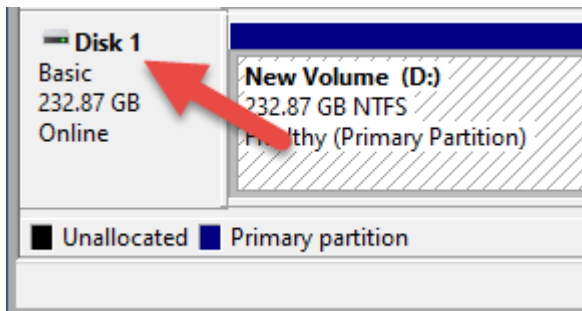 Disk 1
Basic
232.87 GB
Online
New Volume (D:)
232.87 GB NTFS
(Primary Partition)
Unallocated Primary partition